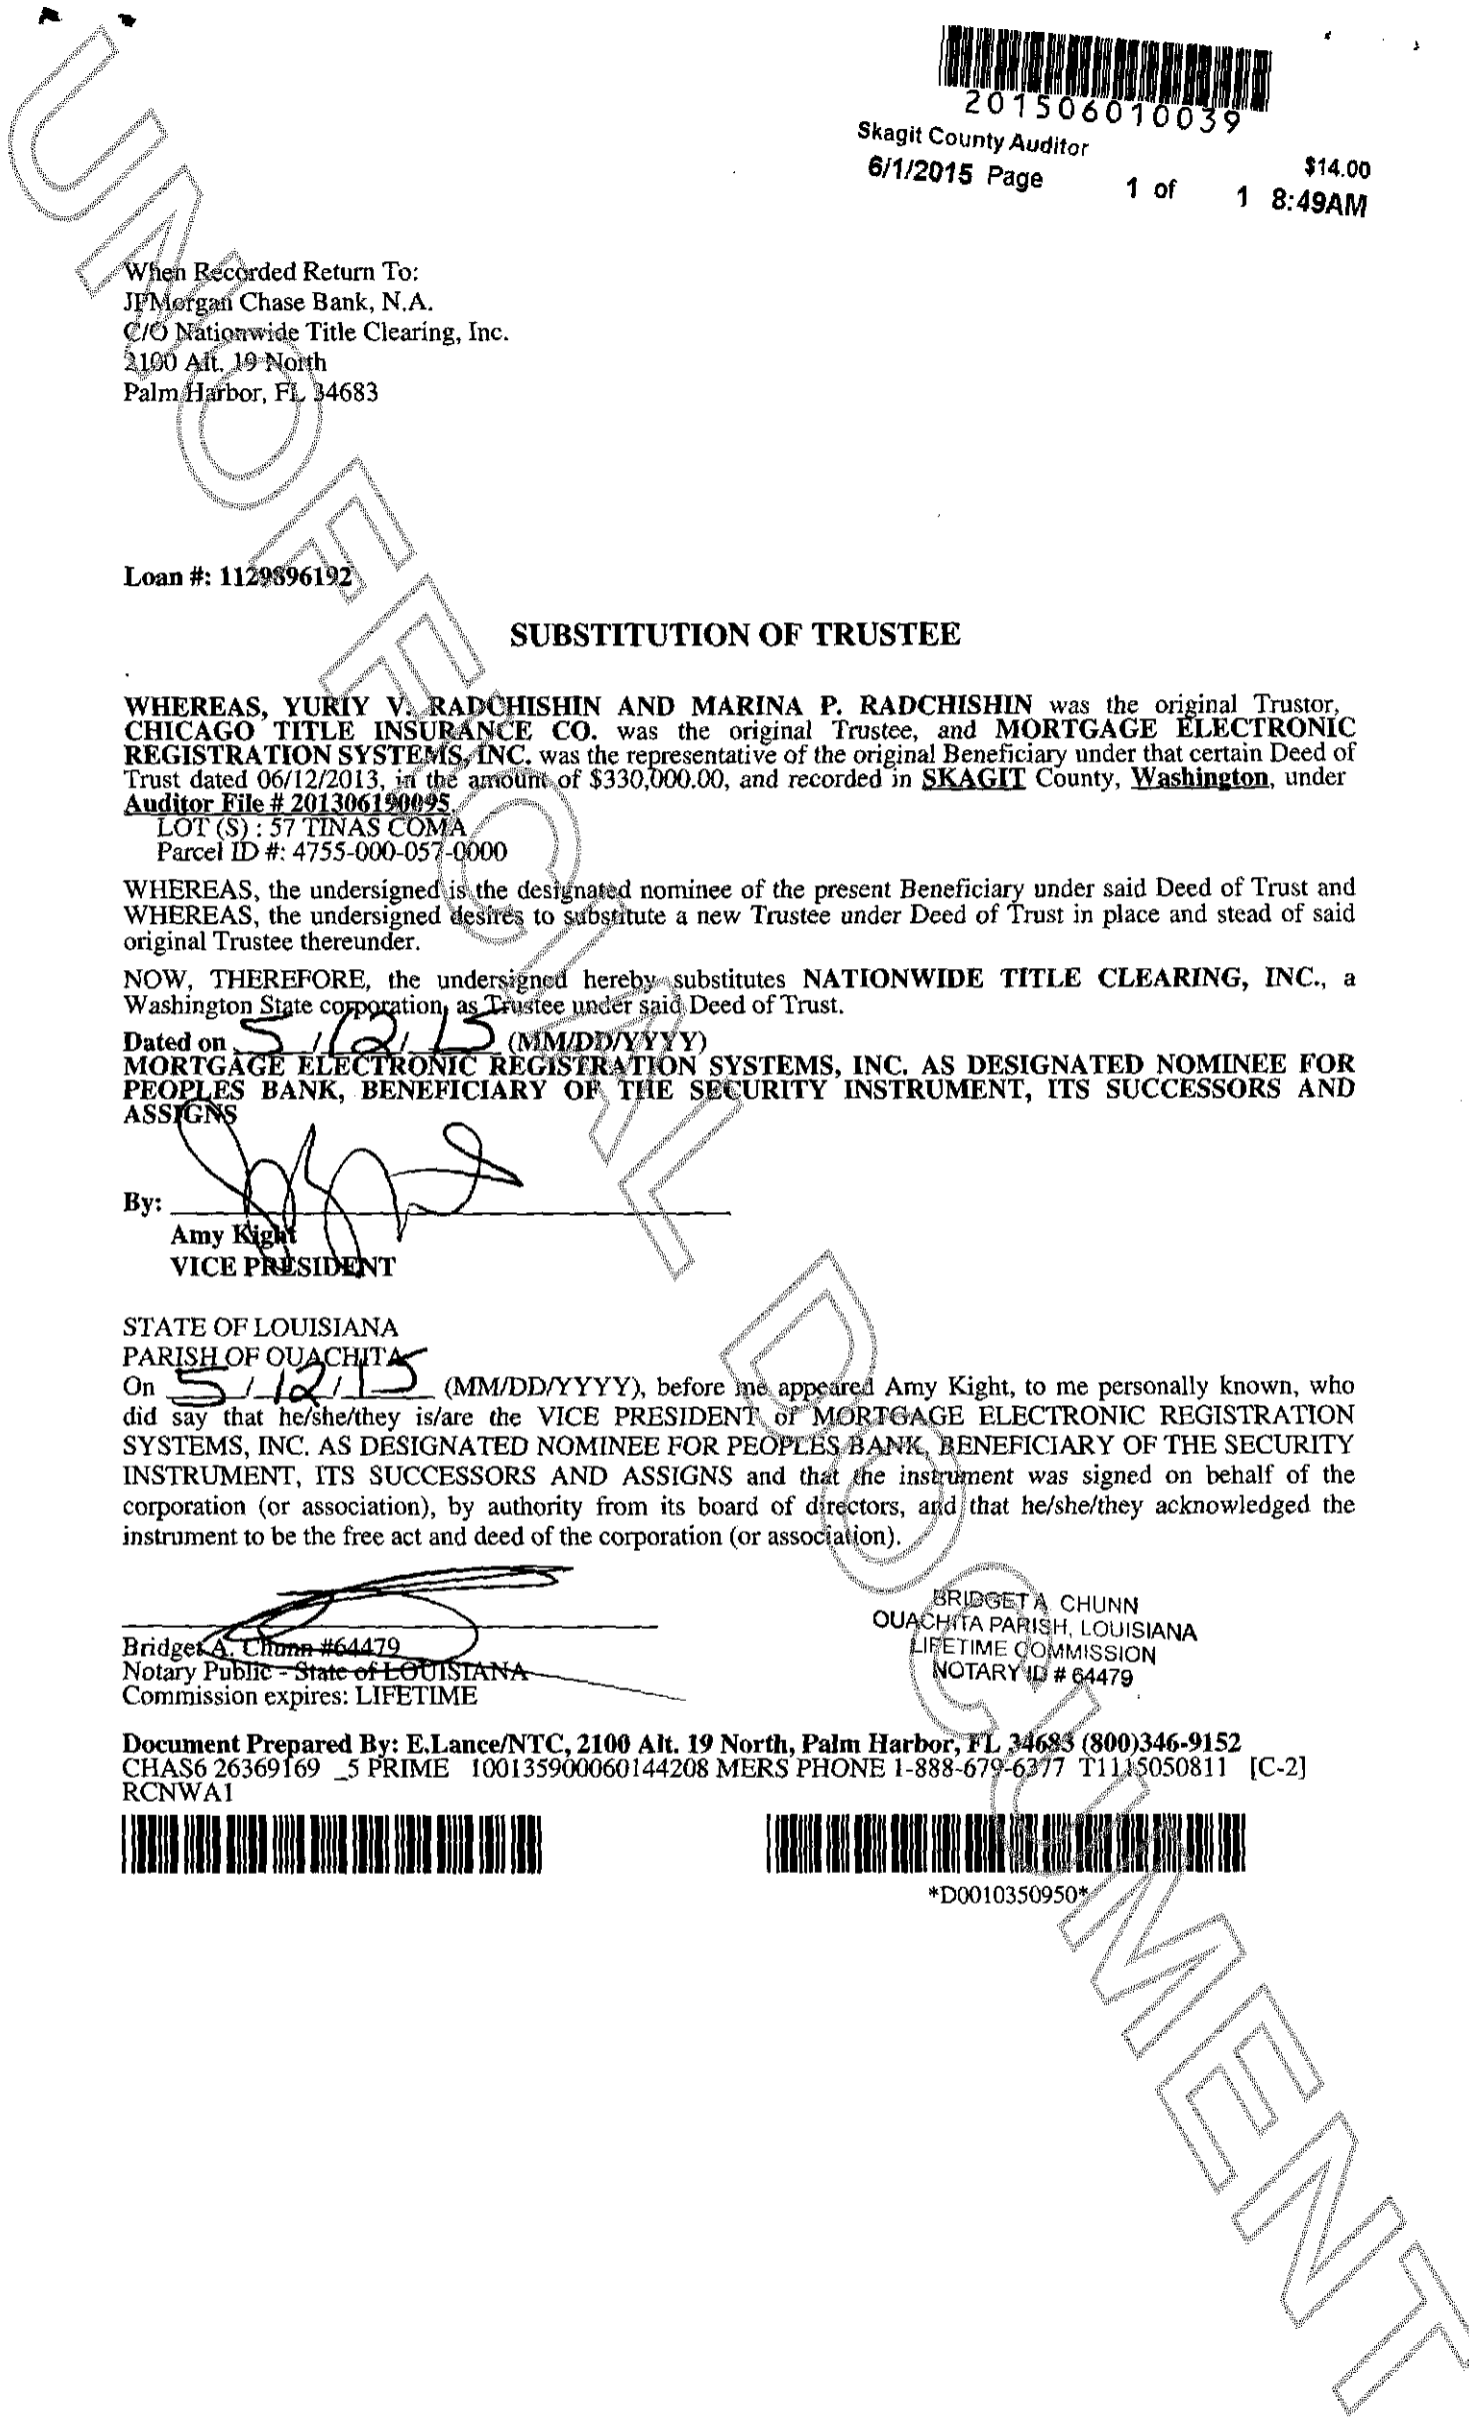 201506010039
Skagit County Auditor
$14.00
6/1/2015 Page 1 of 1 8:49AM
When Recorded Return To:
JPMorgan Chase Bank, N.A.
C/O Nationwide Title Clearing, Inc.
2100 Alt. 19 North
Palm Harbor, FL 34683
Loan #: 1129896192
SUBSTITUTION OF TRUSTEE
WHEREAS, YURIY V. RADCHISHIN AND MARINA P. RADCHISHIN was the original Trustor,
CHICAGO TITLE INSURANCE CO. was the original Trustee, and MORTGAGE ELECTRONIC
REGISTRATION SYSTEMS, INC. was the representative of the original Beneficiary under that certain Deed of
Trust dated 06/12/2013, in the amount of $330,000.00, and recorded in SKAGIT County, Washington, under
Auditor File # 201306190095.
LOT (S) : 57 TINAS COMA
Parcel ID #: 4755-000-057-0000
WHEREAS, the undersigned is the designated nominee of the present Beneficiary under said Deed of Trust and
WHEREAS, the undersigned desires to substitute a new Trustee under Deed of Trust in place and stead of said
original Trustee thereunder.
NOW, THEREFORE, the undersigned hereby substitutes NATIONWIDE TITLE CLEARING, INC., a
Washington State corporation, as Trustee under said Deed of Trust.
Dated on 5/12/15 (MM/DD/YYYY)
MORTGAGE ELECTRONIC REGISTRATION SYSTEMS, INC. AS DESIGNATED NOMINEE FOR
PEOPLES BANK, BENEFICIARY OF THE SECURITY INSTRUMENT, ITS SUCCESSORS AND
ASSIGNS
By:
Amy Kight
VICE PRESIDENT
STATE OF LOUISIANA
PARISH OF OUACHITA
On 5/12/15 (MM/DD/YYYY), before me appeared Amy Kight, to me personally known, who
did say that he/she/they is/are the VICE PRESIDENT of MORTGAGE ELECTRONIC REGISTRATION
SYSTEMS, INC. AS DESIGNATED NOMINEE FOR PEOPLES BANK, BENEFICIARY OF THE SECURITY
INSTRUMENT, ITS SUCCESSORS AND ASSIGNS and that the instrument was signed on behalf of the
corporation (or association), by authority from its board of directors, and that he/she/they acknowledged the
instrument to be the free act and deed of the corporation (or association).
Bridget A. Chunn #64479
Notary Public - State of LOUISIANA
Commission expires: LIFETIME
BRIDGET A. CHUNN
OUACHITA PARISH, LOUISIANA
LIFETIME COMMISSION
NOTARY ID # 64479
Document Prepared By: E.Lance/NTC, 2100 Alt. 19 North, Palm Harbor, FL 34683 (800)346-9152
CHAS6 26369169 _5 PRIME 100135900060144208 MERS PHONE 1-888-679-6377 T1115050811 [C-2]
RCNWA1
*D0010350950*
UNOFFICIAL DOCUMENT